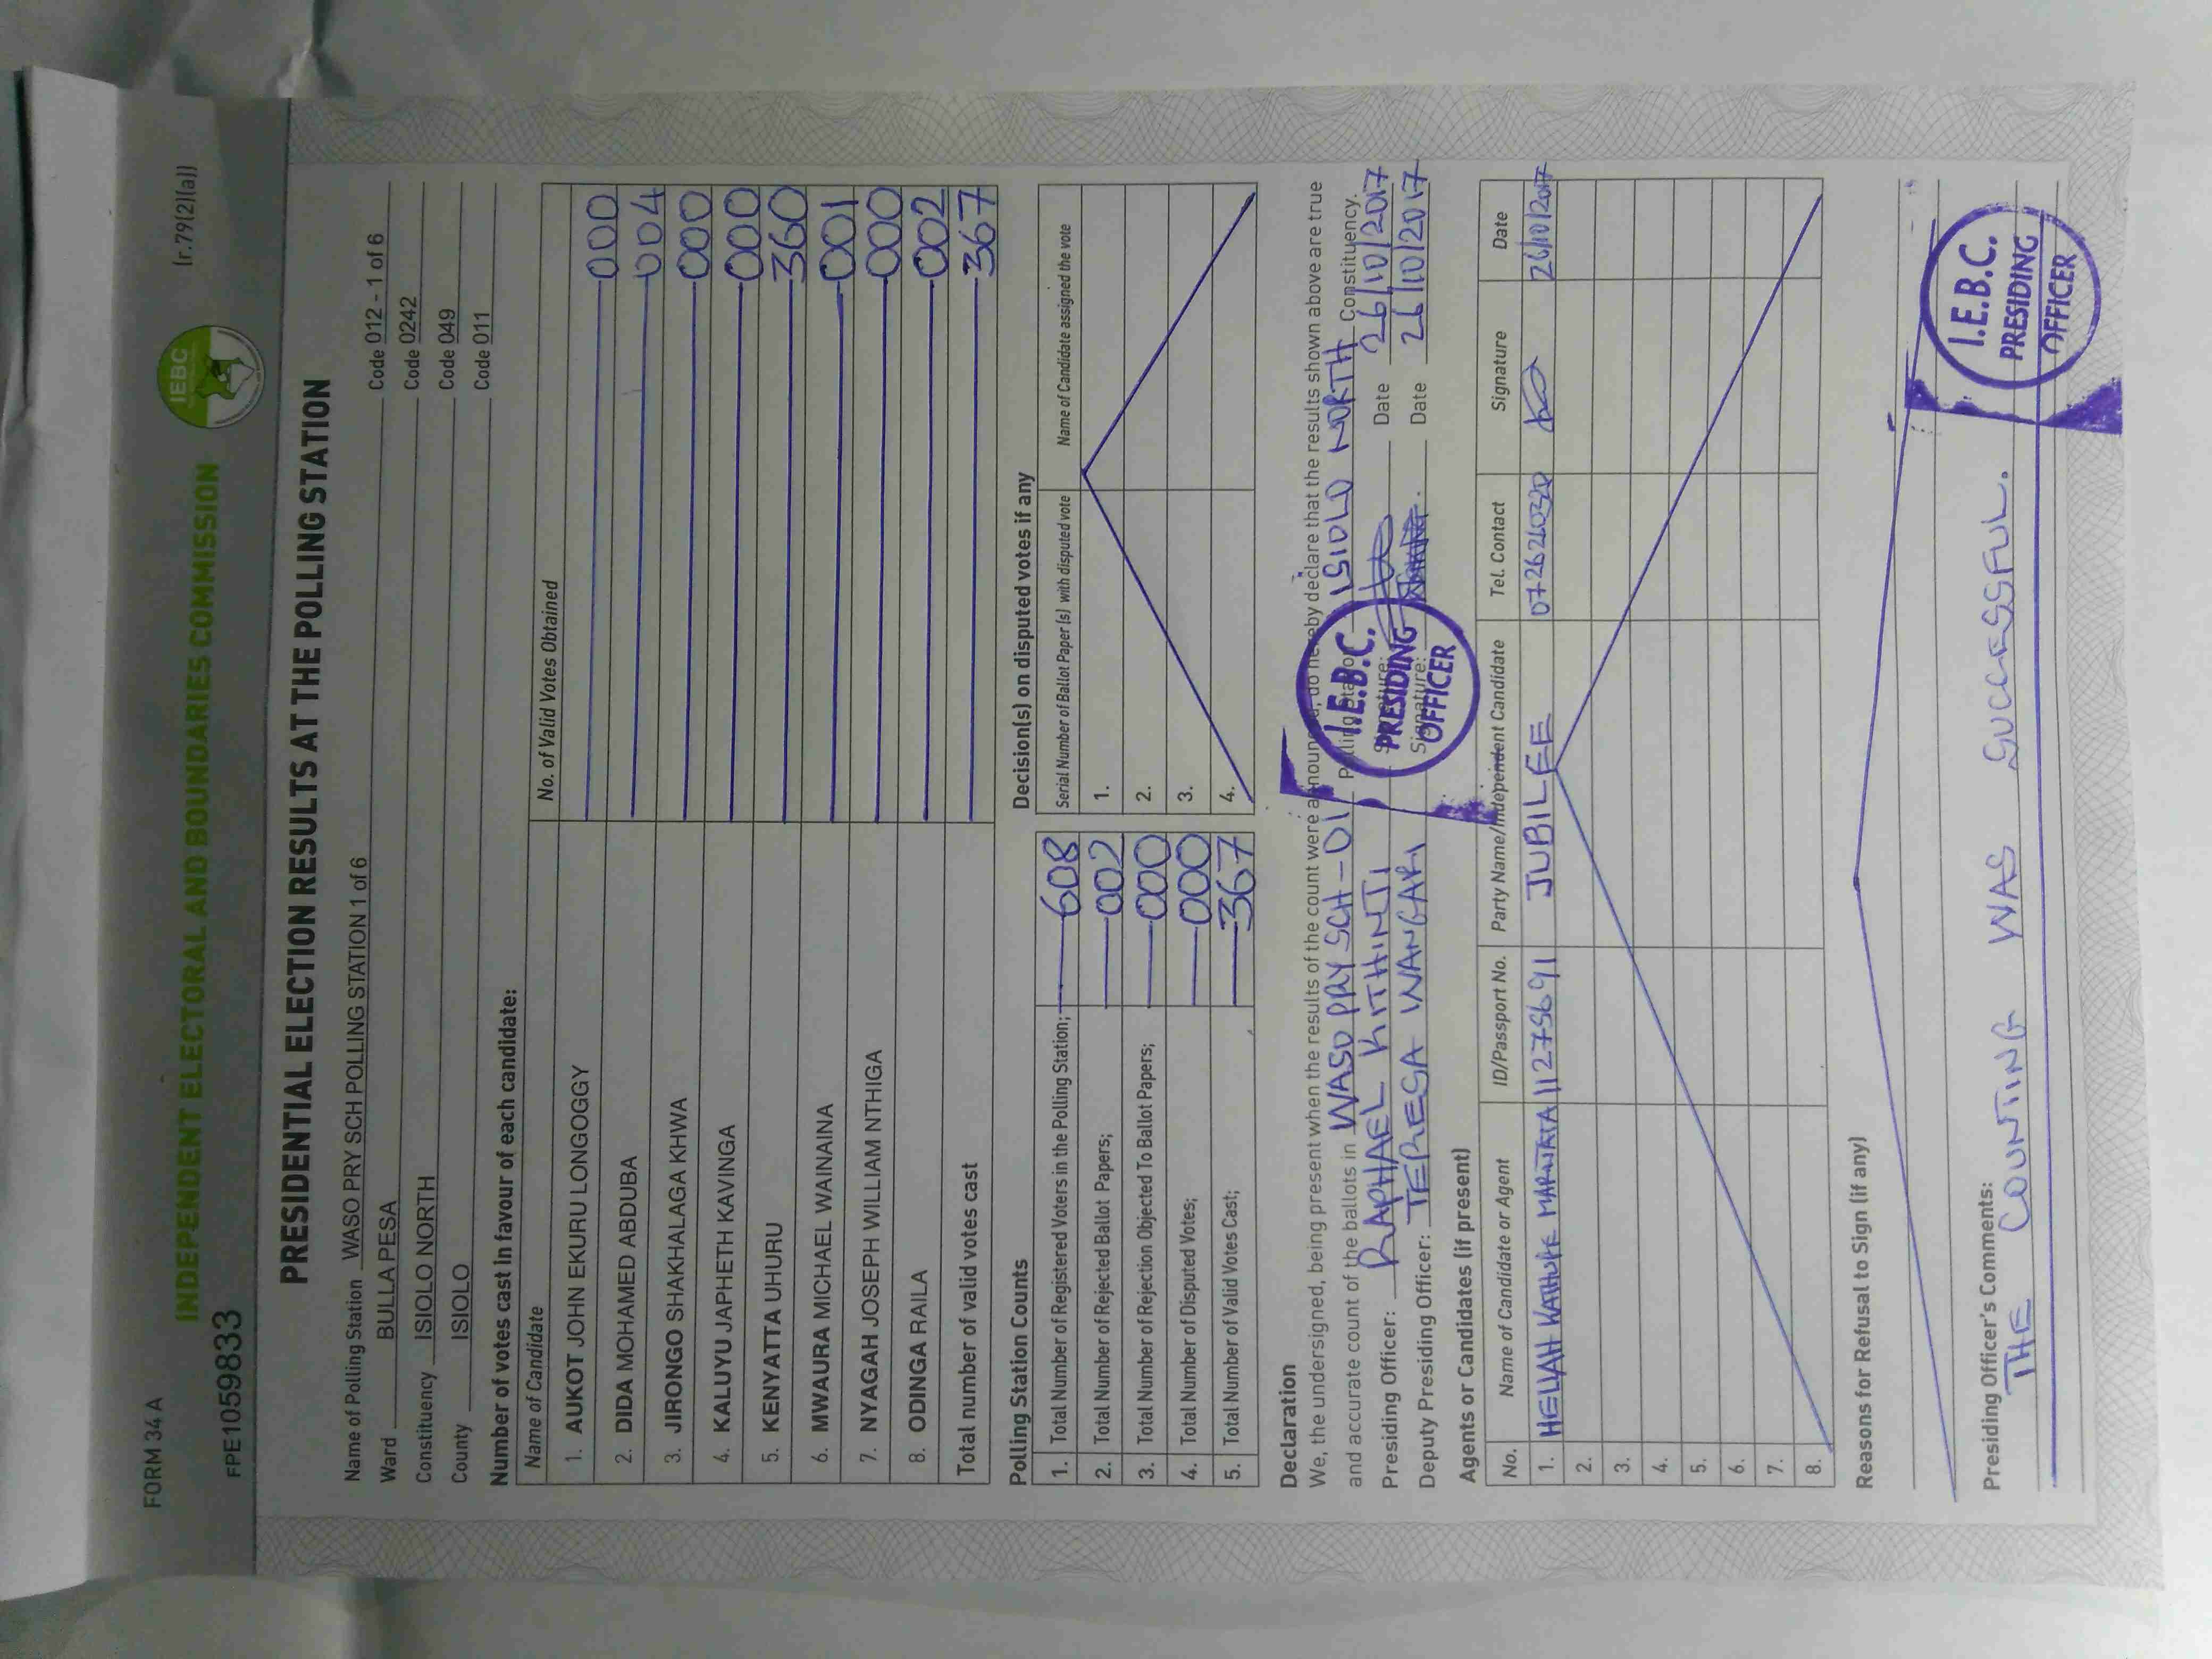 FORM 34 A
(r.79(2)(a))
IEBC
INDEPENDENT ELECTORAL AND BOUNDARIES COMMISSION
FPE1059833
PRESIDENTIAL ELECTION RESULTS AT THE POLLING STATION
Name of Polling Station WASO PRY SCH POLLING STATION 1 of 6 Code 012 - 1 of 6
Ward BULLA PESA Code 0242
Constituency ISIOLO NORTH Code 049
County ISIOLO Code 011
Number of votes cast in favour of each candidate:
Name of Candidate No. of Valid Votes Obtained
1. AUKOT JOHN EKURU LONGOGGY 000
2. DIDA MOHAMED ABDUBA 004
3. JIRONGO SHAKHALAGA KHWA 000
4. KALUYU JAPHETH KAVINGA 000
5. KENYATTA UHURU 360
6. MWAURA MICHAEL WAINAINA 001
7. NYAGAH JOSEPH WILLIAM NTHIGA 000
8. ODINGA RAILA 002
Total number of valid votes cast 367
Polling Station Counts
1. Total Number of Registered Voters in the Polling Station; 608
2. Total Number of Rejected Ballot Papers; 002
3. Total Number of Rejection Objected To Ballot Papers; 000
4. Total Number of Disputed Votes; 000
5. Total Number of Valid Votes Cast; 367
Decision(s) on disputed votes if any
Serial Number of Ballot Paper (s) with disputed vote Name of Candidate assigned the vote
1.
2.
3.
4.
Declaration
We, the undersigned, being present when the results of the count were announced, do hereby declare that the results shown above are true
and accurate count of the ballots in WASO PRY SCH - 01 Polling Station ISIOLO NORTH Constituency.
Presiding Officer: RAPHAEL KITHINTI Signature: Date 26/10/2017
Deputy Presiding Officer: TERESA WANGARI Signature: Date 26/10/2017
I.E.B.C.
PRESIDING
OFFICER
Agents or Candidates (if present)
No. Name of Candidate or Agent ID/Passport No. Party Name/Independent Candidate Tel. Contact Signature Date
1. 11275691 JUBILEE 0726260320 26/10/2017
2.
3.
4.
5.
6.
7.
8.
Reasons for Refusal to Sign (if any)
Presiding Officer's Comments:
THE COUNTING WAS SUCCESSFUL.
I.E.B.C.
PRESIDING
OFFICER